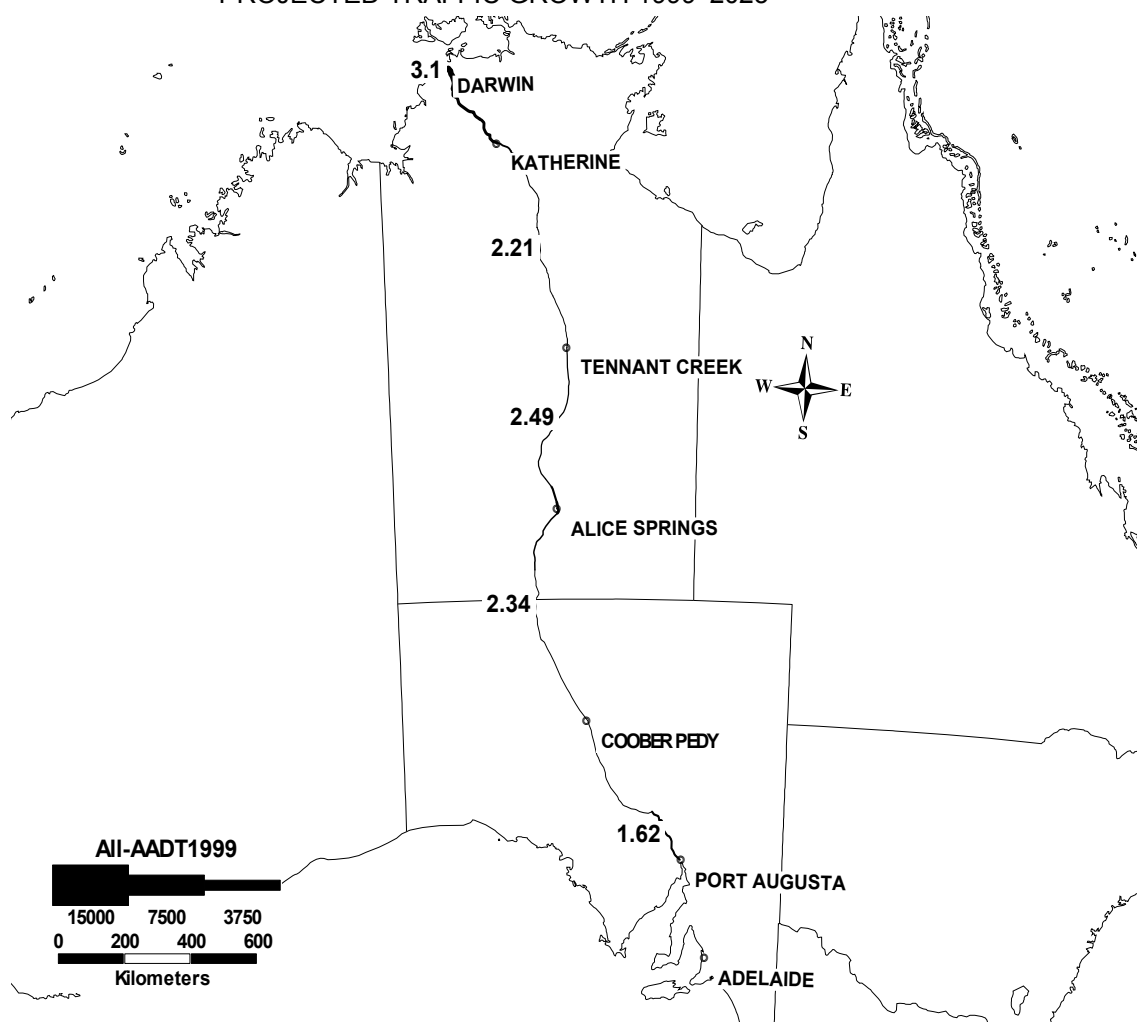 PROJECTED TRAFFIC GROWTH 1999–2025
3.1
DARWIN
KATHERINE
2.21
TENNANT CREEK
N
W
E
S
2.49
ALICE SPRINGS
2.34
COOBER PEDY
1.62
PORT AUGUSTA
ADELAIDE
All-AADT1999
15000 7500 3750
0 200 400 600
Kilometers